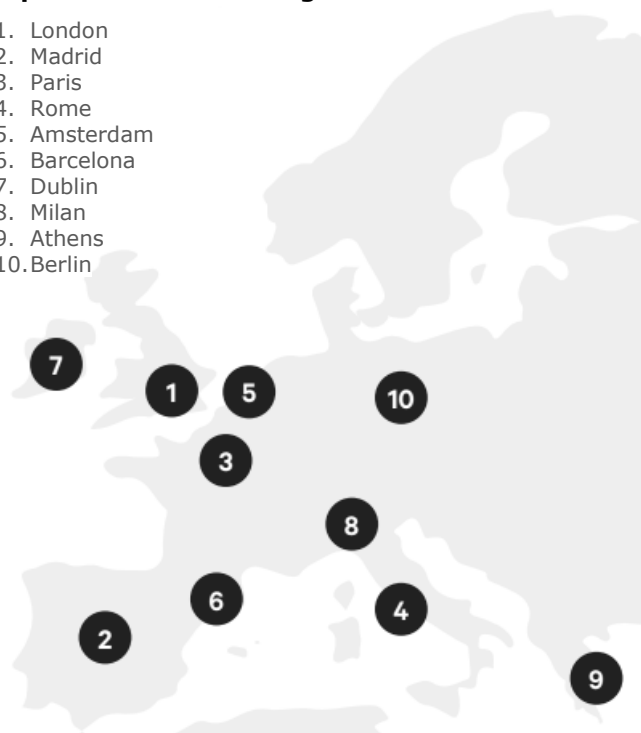 1. London
2. Madrid
3. Paris
4. Rome
5. Amsterdam
6. Barcelona
7. Dublin
8. Milan
9. Athens
10.Berlin
7
1
5
10
3
8
6
4
2
9